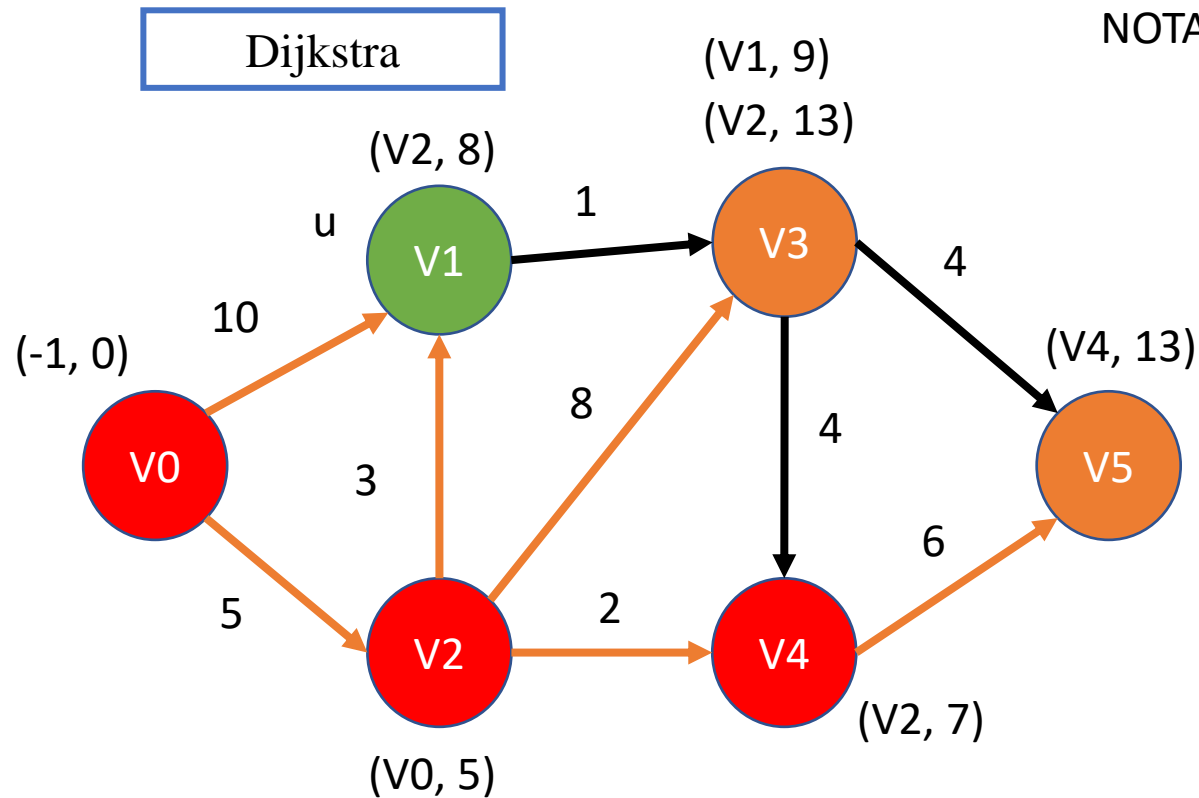 Dijkstra
NOTA
(V1, 9)
(V2, 13)
(V2, 8)
u
V1
1
V3
4
10
(-1, 0)
(V4, 13)
8
4
V0
3
V5
6
5
2
V2
V4
(V2, 7)
(V0, 5)